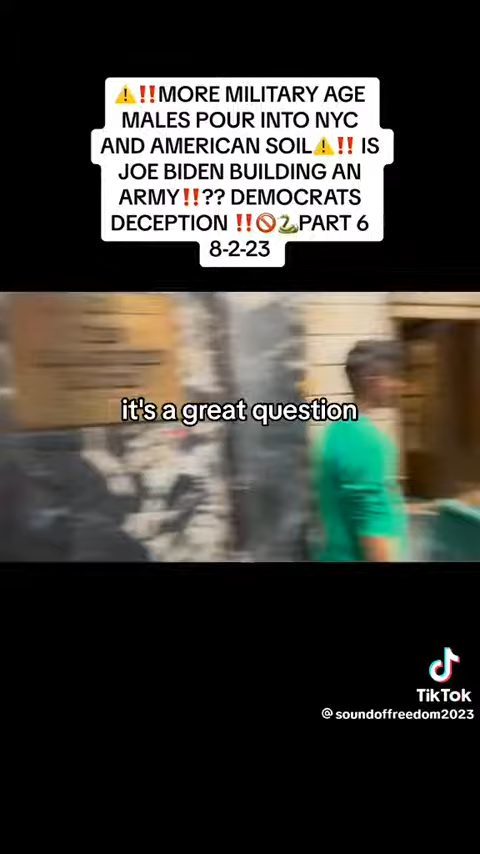 ⚠️‼️MORE MILITARY AGE
MALES POUR INTO NYC
AND AMERICAN SOIL⚠️‼️ IS
JOE BIDEN BUILDING AN
ARMY‼️?? DEMOCRATS
DECEPTION ‼️🚫🐍PART 6
8-2-23
it's a great question
TikTok
@soundoffreedom2023